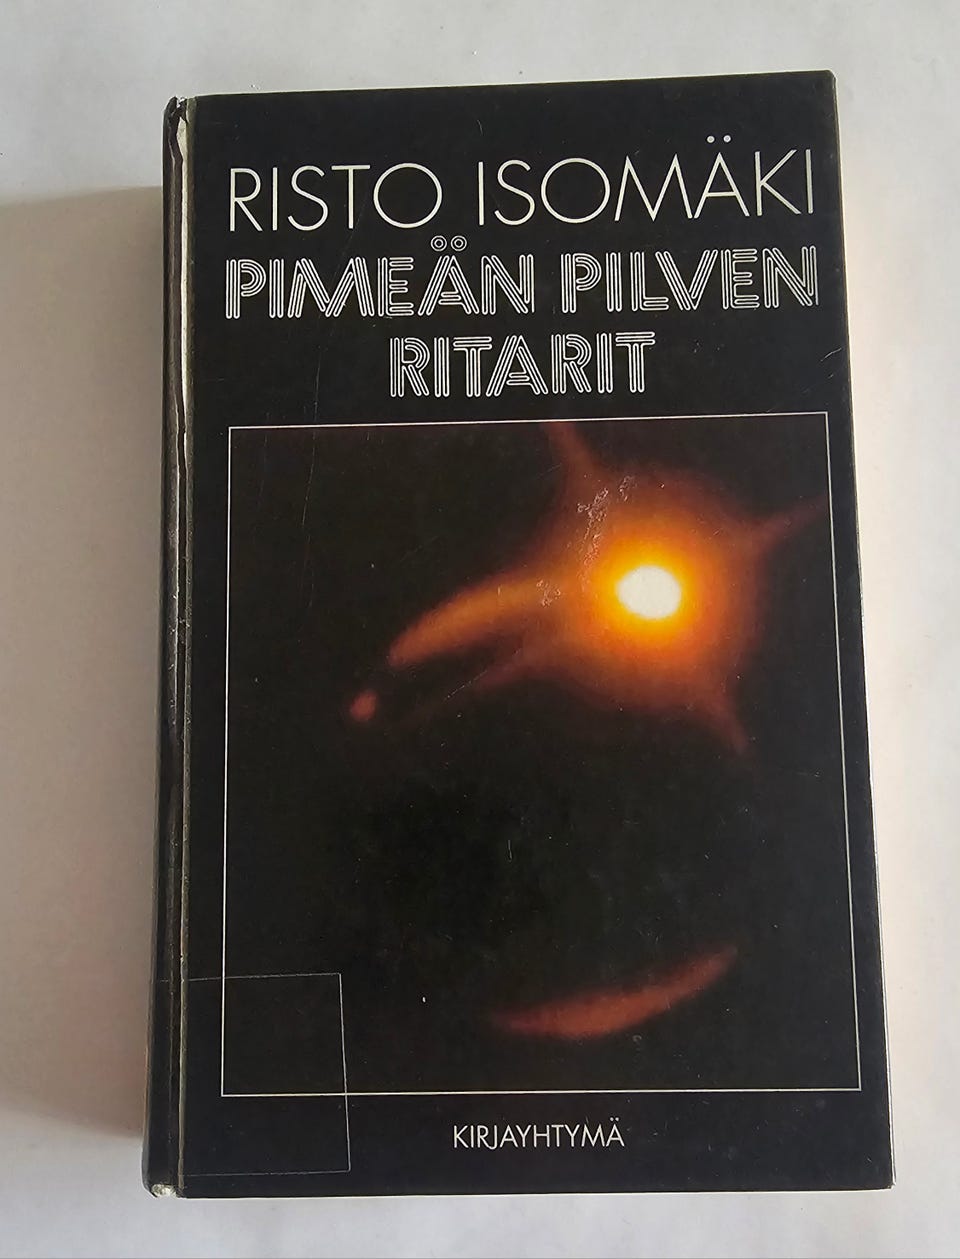 RISTO ISOMÄKI
PIMEÄN PILVEN
RITARIT
KIRJAYHTYMÄ